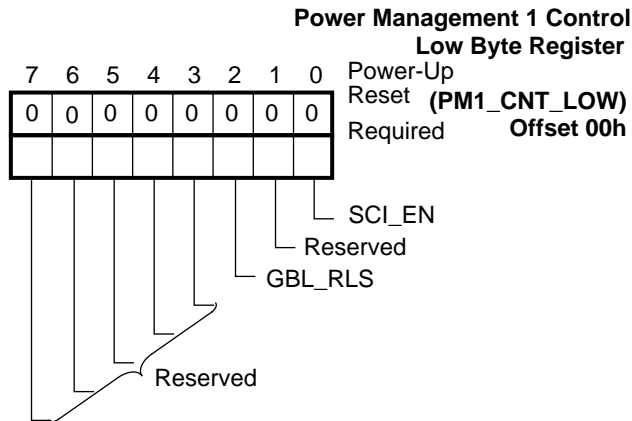 Power Management 1 Control
Low Byte Register
(PM1_CNT_LOW)
Offset 00h
7 6 5 4 3 2 1 0
Power-Up
Reset
0 0 0 0 0 0 0 0
Required
SCI_EN
Reserved
GBL_RLS
Reserved